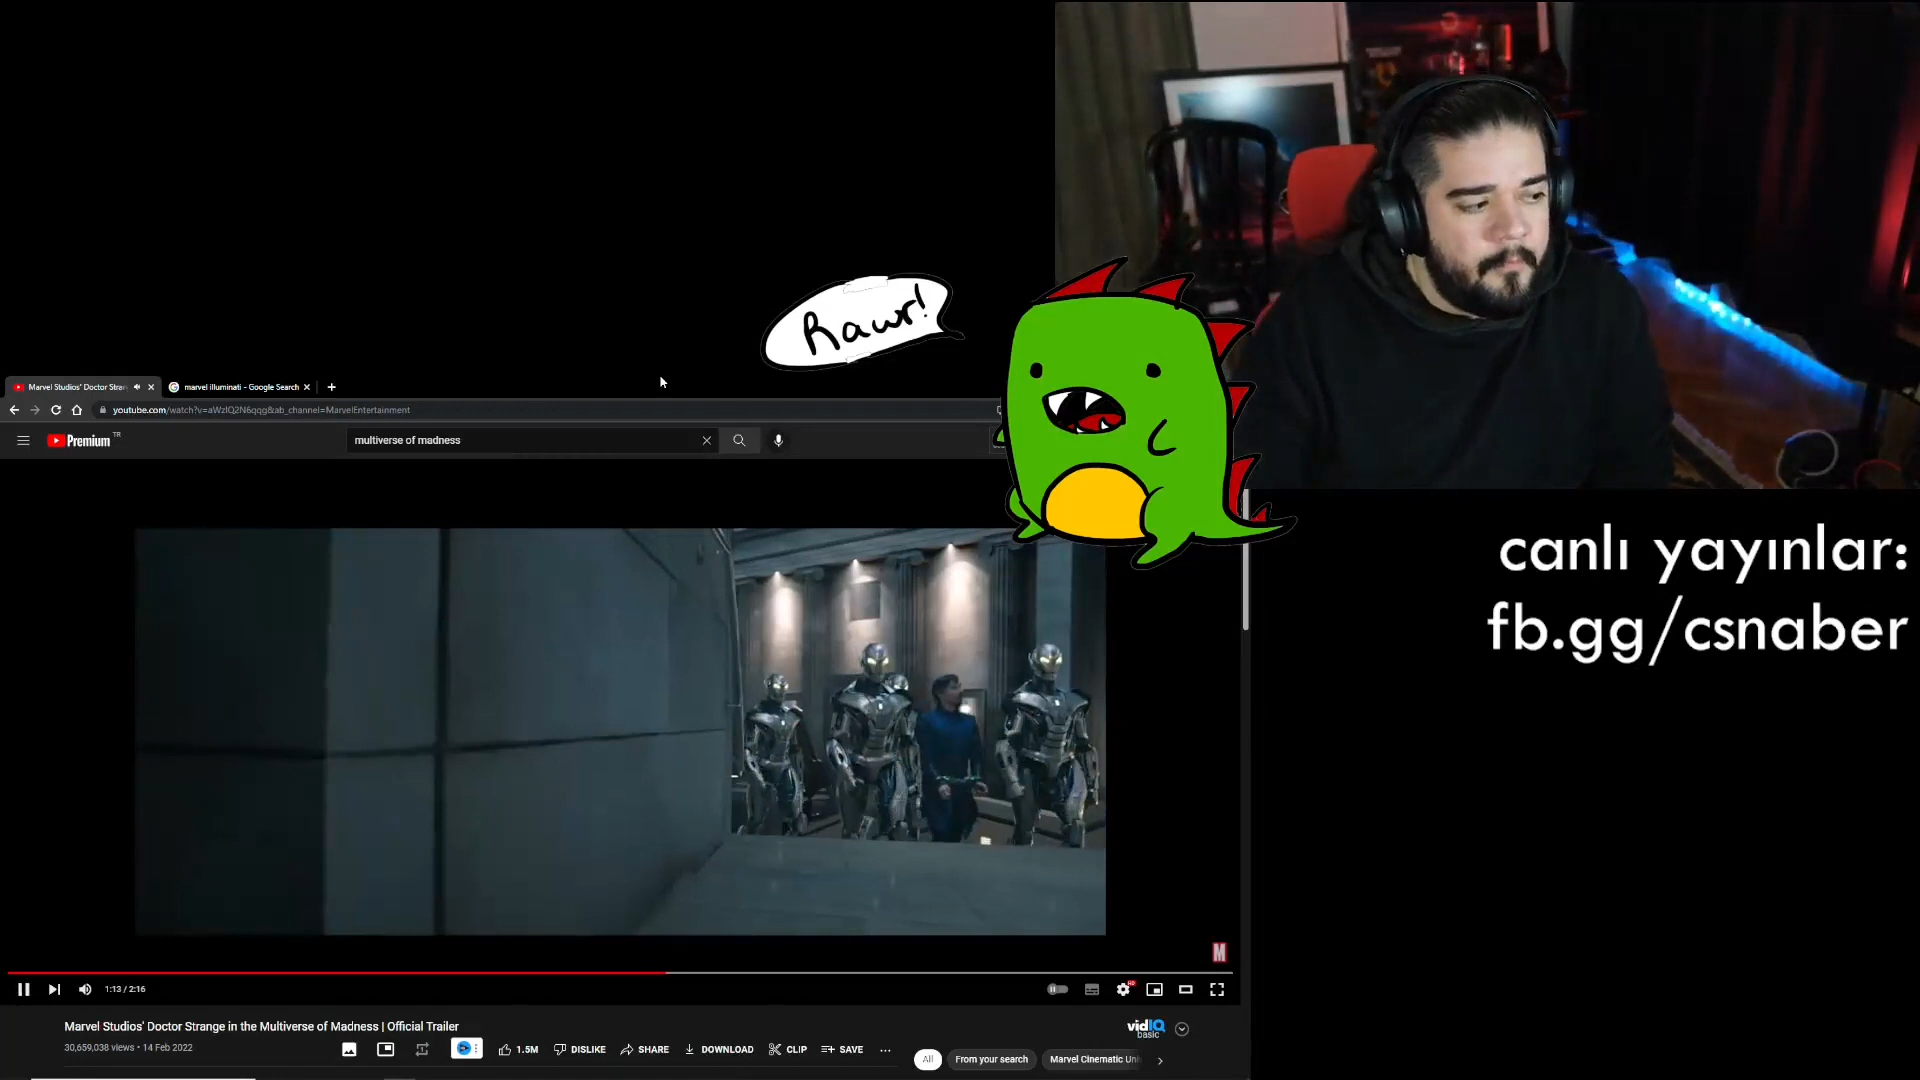 Rawr!
Marvel Studios' Doctor Stran
marvel illuminati - Google Search
youtube.com/watch?v=aWzlQ2N6qqg&ab_channel=MarvelEntertainment
Premium TR
multiverse of madness
canlı yayınlar:
fb.gg/csnaber
M
1:13 / 2:16
HD
Marvel Studios' Doctor Strange in the Multiverse of Madness | Official Trailer
30,659,038 views • 14 Feb 2022
1.5M
DISLIKE
SHARE
DOWNLOAD
CLIP
SAVE
vidIQ
basic
All
From your search
Marvel Cinematic Uni